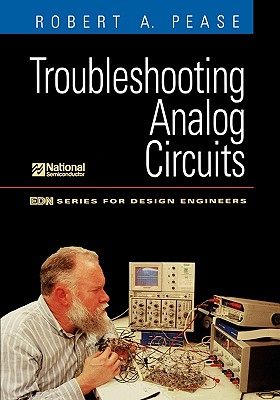 ROBERT A. PEASE
Troubleshooting
Analog
Circuits
National
Semiconductor
EDN SERIES FOR DESIGN ENGINEERS